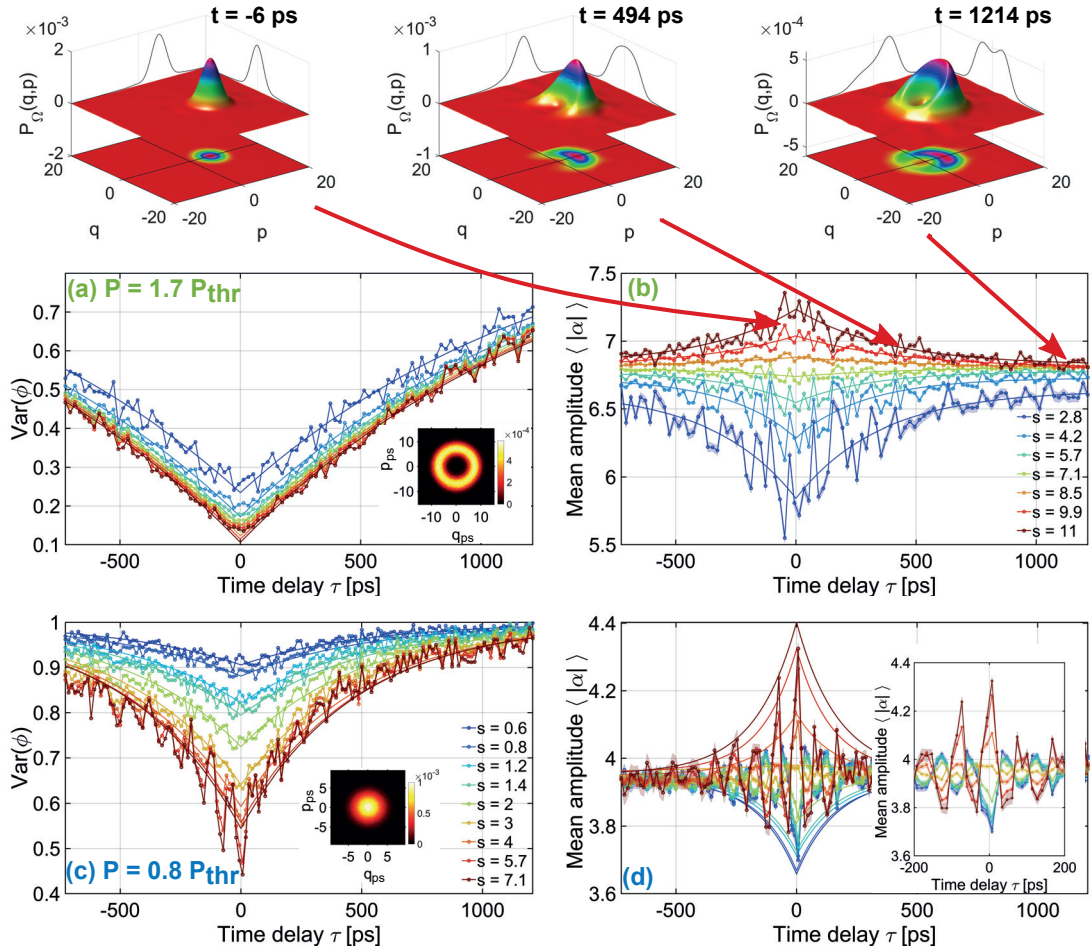 t = -6 ps
t = 494 ps
t = 1214 ps
×10⁻³
2
0
-2
P_Ω(q,p)
20
0
-20
q
-20
0
20
p
×10⁻³
1
0
-1
P_Ω(q,p)
20
0
-20
q
-20
0
20
p
×10⁻⁴
5
0
-5
P_Ω(q,p)
20
0
-20
q
-20
0
20
p
(a) P = 1.7 P_thr
0.7
0.6
0.5
0.4
0.3
0.2
0.1
Var(ϕ)
-500 0 500 1000
Time delay τ [ps]
10
0
-10
p_ps
-10 0 10
q_ps
×10⁻⁴
4
2
0
(b)
7.5
7
6.5
6
5.5
Mean amplitude ⟨ |α| ⟩
-500 0 500 1000
Time delay τ [ps]
s = 2.8
s = 4.2
s = 5.7
s = 7.1
s = 8.5
s = 9.9
s = 11
(c) P = 0.8 P_thr
1
0.9
0.8
0.7
0.6
0.5
0.4
Var(ϕ)
-500 0 500 1000
Time delay τ [ps]
5
0
-5
p_ps
-5 0 5
q_ps
×10⁻³
1
0.5
0
s = 0.6
s = 0.8
s = 1.2
s = 1.4
s = 2
s = 3
s = 4
s = 5.7
s = 7.1
(d)
4.4
4.2
4
3.8
3.6
Mean amplitude ⟨ |α| ⟩
-500 0 500 1000
Time delay τ [ps]
4.4
4.2
4
3.8
3.6
Mean amplitude ⟨ |α| ⟩
-200 0 200
Time delay τ [ps]